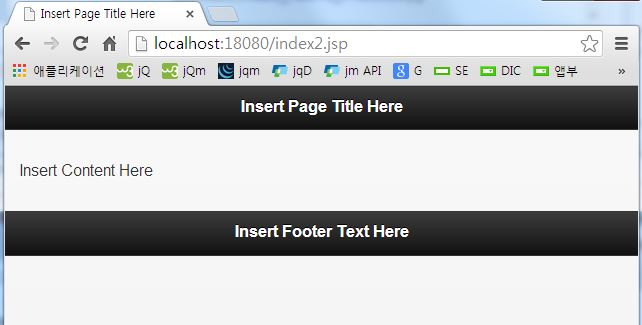 Insert Page Title Here
localhost:18080/index2.jsp
애플리케이션 jQ jQm jqm jqD jm API G SE DIC 앱부 »
Insert Page Title Here
Insert Content Here
Insert Footer Text Here